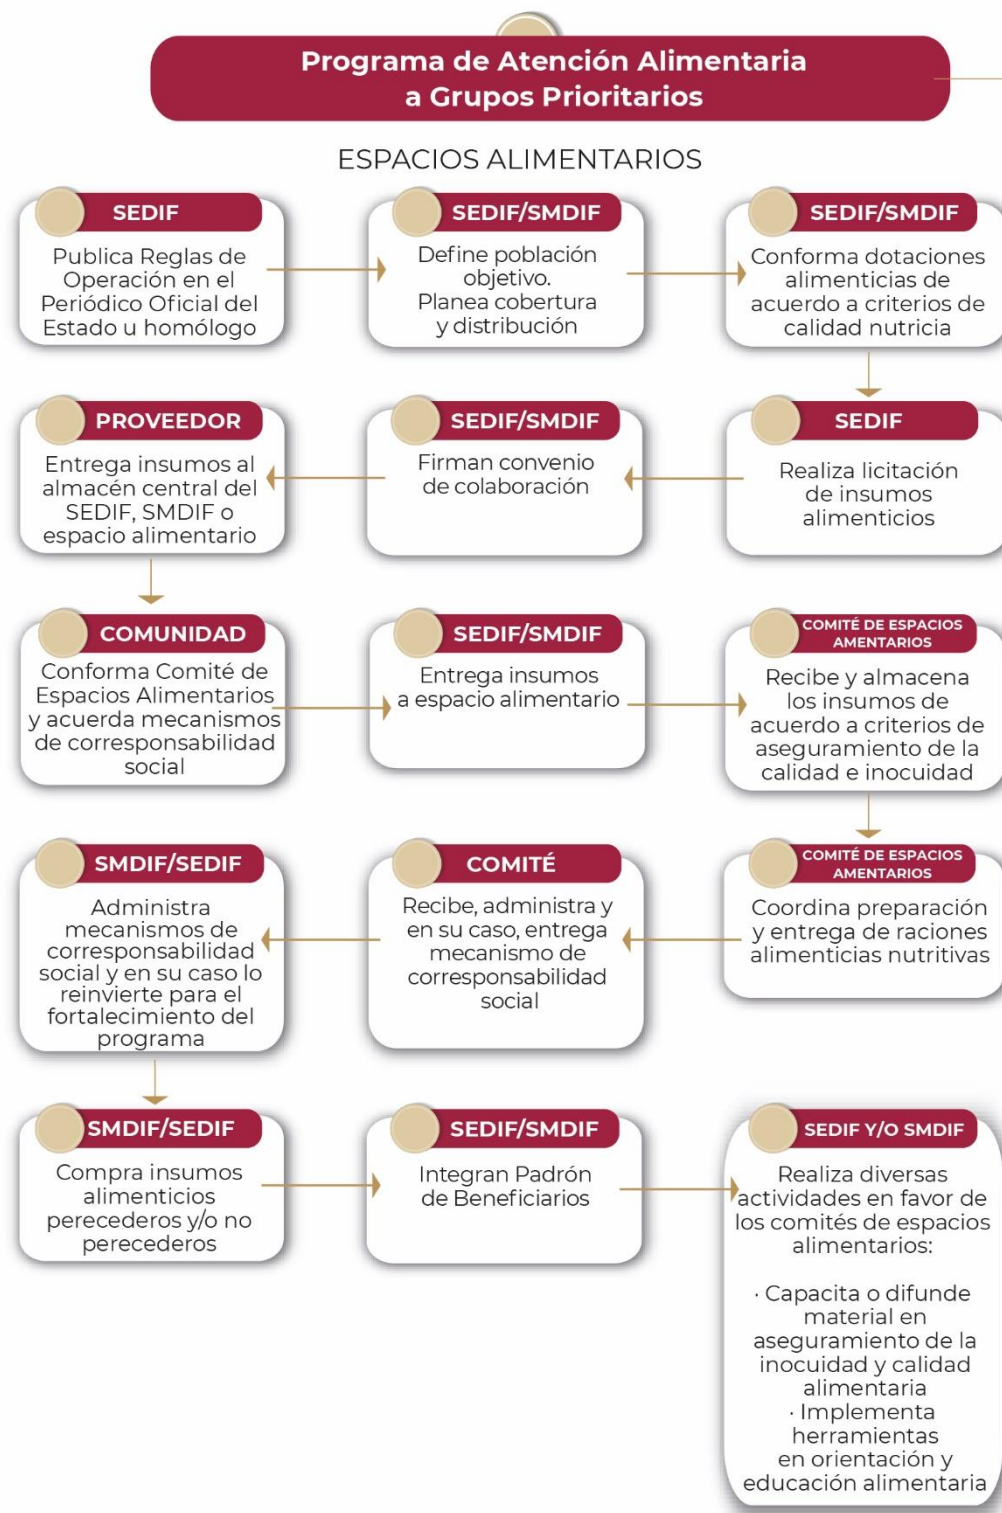 Programa de Atención Alimentaria
a Grupos Prioritarios
ESPACIOS ALIMENTARIOS
SEDIF
Publica Reglas de
Operación en el
Periódico Oficial del
Estado u homólogo
SEDIF/SMDIF
Define población
objetivo.
Planea cobertura
y distribución
SEDIF/SMDIF
Conforma dotaciones
alimenticias de
acuerdo a criterios de
calidad nutricia
PROVEEDOR
Entrega insumos al
almacén central del
SEDIF, SMDIF o
espacio alimentario
SEDIF/SMDIF
Firman convenio
de colaboración
SEDIF
Realiza licitación
de insumos
alimenticios
COMUNIDAD
Conforma Comité de
Espacios Alimentarios
y acuerda mecanismos
de corresponsabilidad
social
SEDIF/SMDIF
Entrega insumos
a espacio alimentario
COMITÉ DE ESPACIOS
AMENTARIOS
Recibe y almacena
los insumos de
acuerdo a criterios de
aseguramiento de la
calidad e inocuidad
SMDIF/SEDIF
Administra
mecanismos de
corresponsabilidad
social y en su caso lo
reinvierte para el
fortalecimiento del
programa
COMITÉ
Recibe, administra y
en su caso, entrega
mecanismo de
corresponsabilidad
social
COMITÉ DE ESPACIOS
AMENTARIOS
Coordina preparación
y entrega de raciones
alimenticias nutritivas
SMDIF/SEDIF
Compra insumos
alimenticios
perecederos y/o no
perecederos
SEDIF/SMDIF
Integran Padrón
de Beneficiarios
SEDIF Y/O SMDIF
Realiza diversas
actividades en favor de
los comités de espacios
alimentarios:
· Capacita o difunde
material en
aseguramiento de la
inocuidad y calidad
alimentaria
· Implementa
herramientas
en orientación y
educación alimentaria